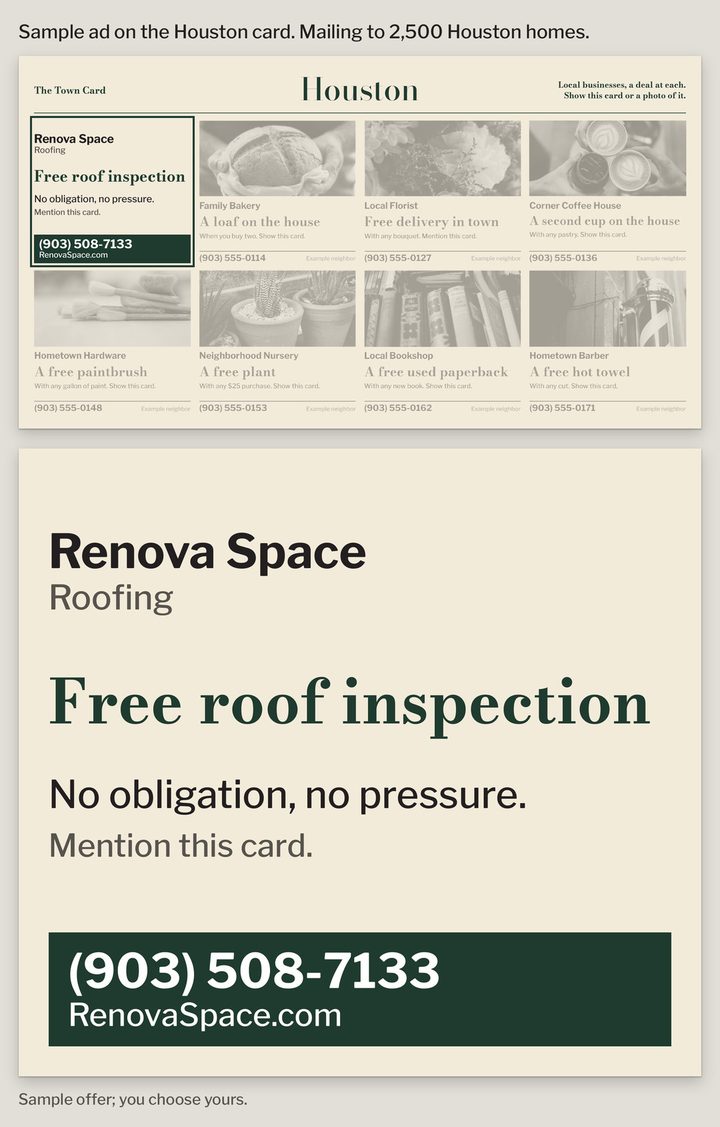 Sample ad on the Houston card. Mailing to 2,500 Houston homes.
The Town Card
Houston
Local businesses, a deal at each.
Show this card or a photo of it.
Renova Space
Roofing
Free roof inspection
No obligation, no pressure.
Mention this card.
(903) 508-7133
RenovaSpace.com
Family Bakery
A loaf on the house
When you buy two. Show this card.
(903) 555-0114 Example neighbor
Local Florist
Free delivery in town
With any bouquet. Mention this card.
(903) 555-0127 Example neighbor
Corner Coffee House
A second cup on the house
With any pastry. Show this card.
(903) 555-0136 Example neighbor
Hometown Hardware
A free paintbrush
With any gallon of paint. Show this card.
(903) 555-0148 Example neighbor
Neighborhood Nursery
A free plant
With any $25 purchase. Show this card.
(903) 555-0153 Example neighbor
Local Bookshop
A free used paperback
With any new book. Show this card.
(903) 555-0162 Example neighbor
Hometown Barber
A free hot towel
With any cut. Show this card.
(903) 555-0171 Example neighbor
Renova Space
Roofing
Free roof inspection
No obligation, no pressure.
Mention this card.
(903) 508-7133
RenovaSpace.com
Sample offer; you choose yours.